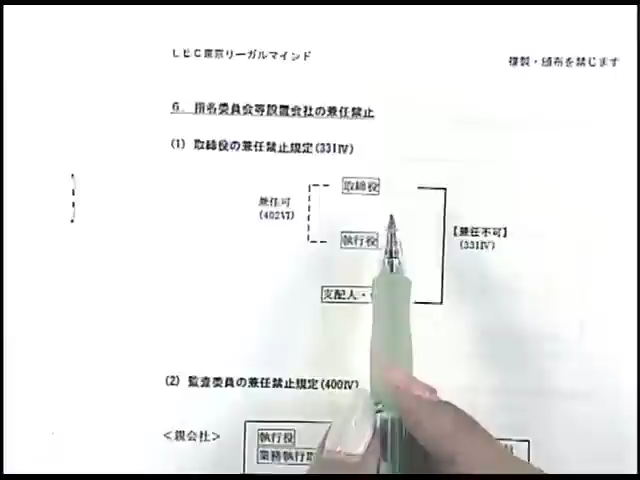 LEC東京リーガルマインド
複製・頒布を禁じます
6. 指名委員会等設置会社の兼任禁止
(1) 取締役の兼任禁止規定(331Ⅳ)
取締役
兼任可
(402Ⅵ)
執行役
【兼任不可】
(331Ⅳ)
支配人・
(2) 監査委員の兼任禁止規定(400Ⅳ)
<親会社>
執行役
業務執行取